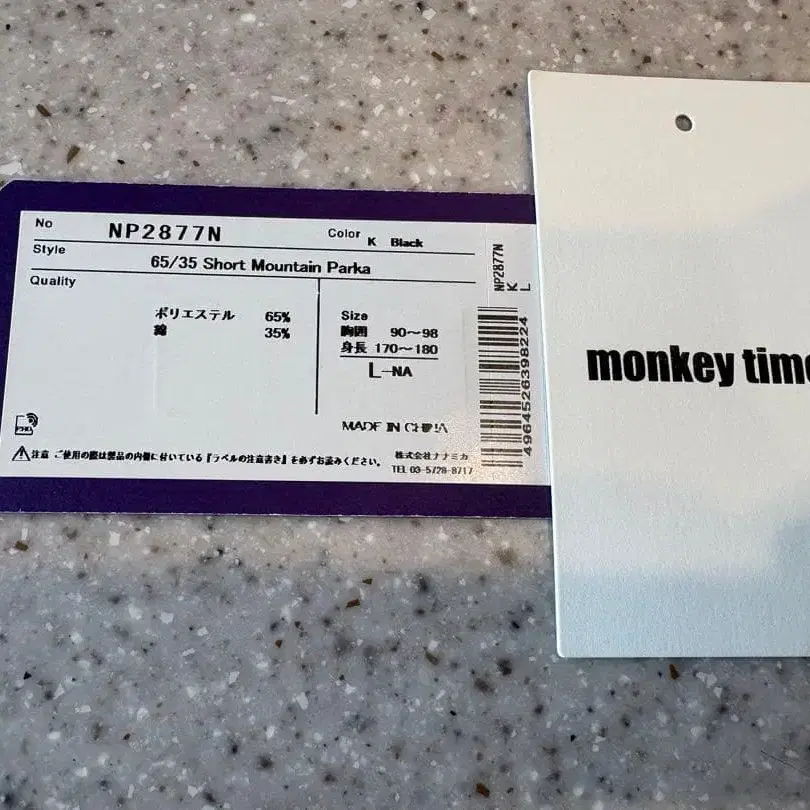 No NP2877N Color K Black
Style 65/35 Short Mountain Parka
Quality
ポリエステル 65%
綿 35%
Size
胸囲 90〜98
身長 170〜180
L-NA
MADE IN CHINA
⚠注意 ご使用の際は製品の内側に付いている『ラベルの注意書き』を必ずお読みください。
株式会社ナナミカ
TEL 03-5728-8717
NP2877N
K
L
4964526398224
monkey time